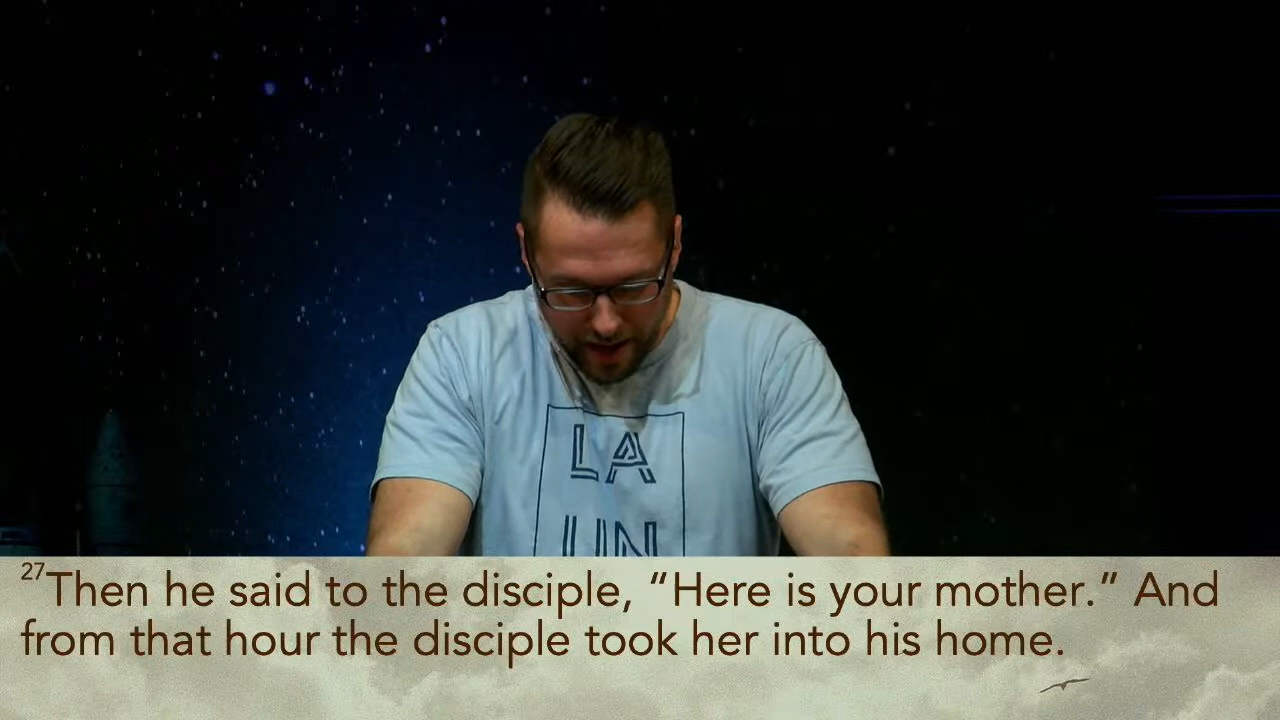 LA
UN
27Then he said to the disciple, “Here is your mother.” And
from that hour the disciple took her into his home.